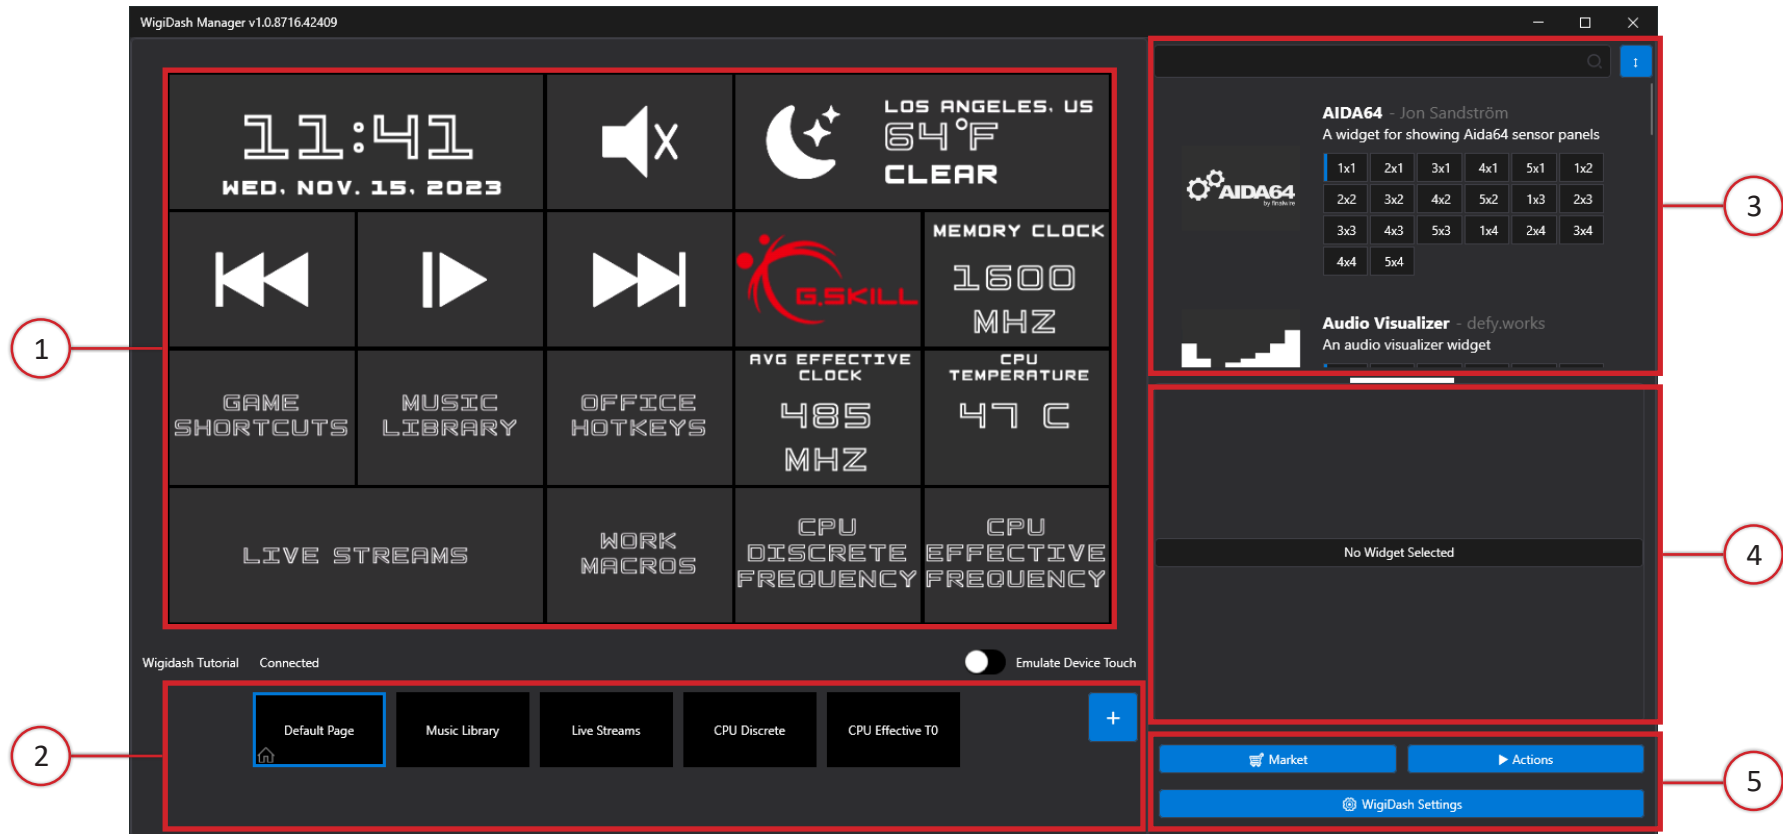 WigiDash Manager v1.0.8716.42409
11:41
WED, NOV. 15, 2023
LOS ANGELES, US
64°F
CLEAR
G.SKILL
MEMORY CLOCK
1600
MHZ
GAME
SHORTCUTS
MUSIC
LIBRARY
OFFICE
HOTKEYS
AVG EFFECTIVE
CLOCK
485
MHZ
CPU
TEMPERATURE
47 C
LIVE STREAMS
WORK
MACROS
CPU
DISCRETE
FREQUENCY
CPU
EFFECTIVE
FREQUENCY
1
Wigidash Tutorial Connected
Emulate Device Touch
Default Page
Music Library
Live Streams
CPU Discrete
CPU Effective T0
+
2
AIDA64 - Jon Sandström
A widget for showing Aida64 sensor panels
AIDA64
by finalwire
1x1 2x1 3x1 4x1 5x1 1x2
2x2 3x2 4x2 5x2 1x3 2x3
3x3 4x3 5x3 1x4 2x4 3x4
4x4 5x4
Audio Visualizer - defy.works
An audio visualizer widget
3
No Widget Selected
4
Market
Actions
WigiDash Settings
5